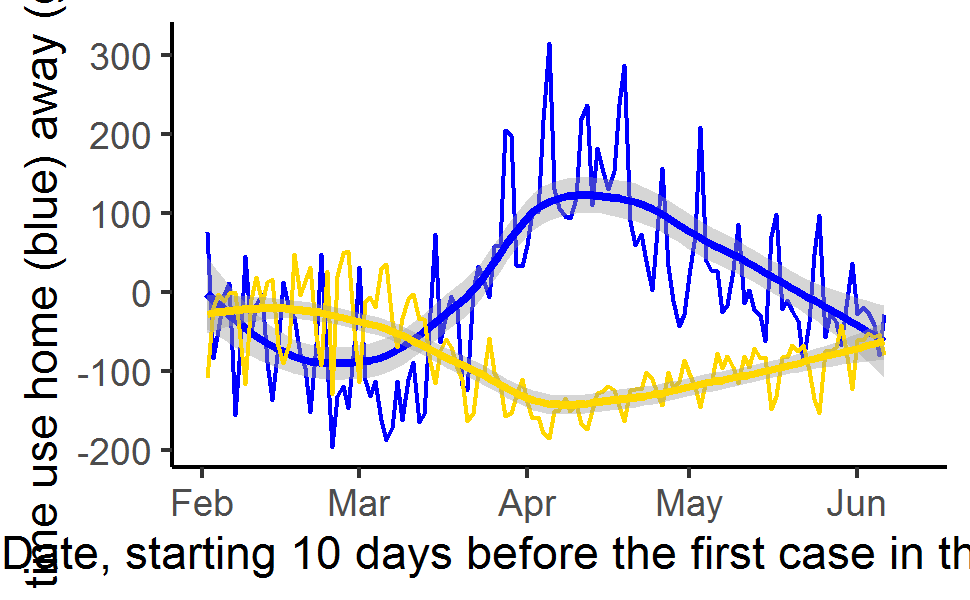 time use home (blue) away (
300
200
100
0
-100
-200
Feb Mar Apr May Jun
Date, starting 10 days before the first case in th